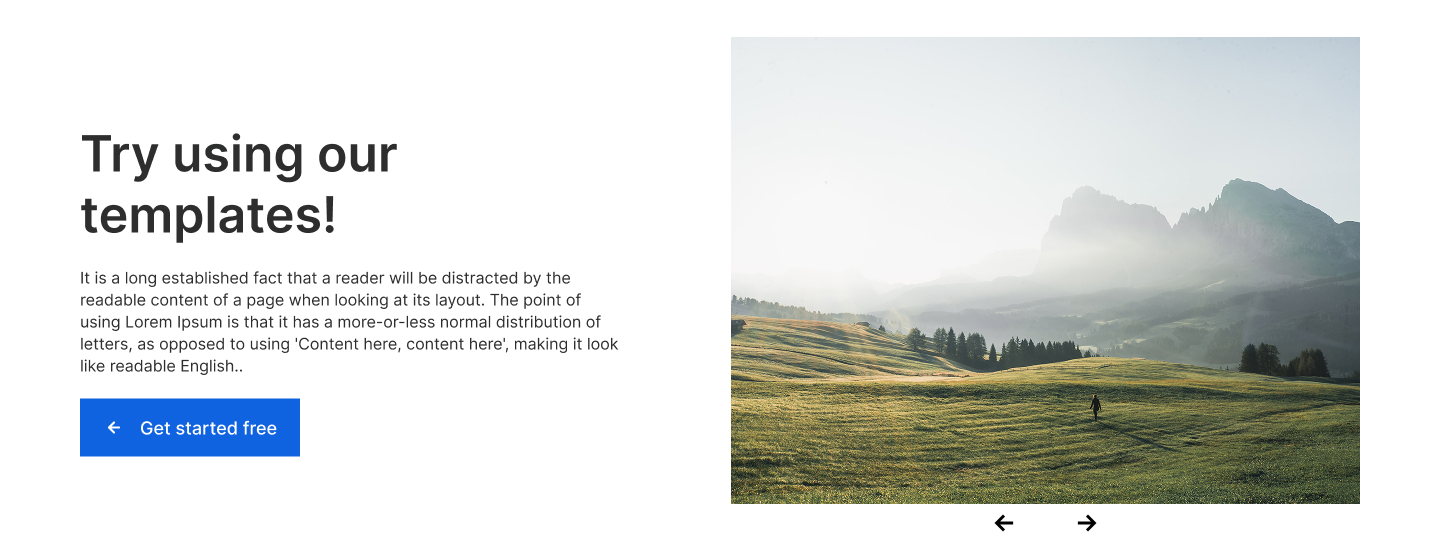 Try using our
templates!
It is a long established fact that a reader will be distracted by the
readable content of a page when looking at its layout. The point of
using Lorem Ipsum is that it has a more-or-less normal distribution of
letters, as opposed to using 'Content here, content here', making it look
like readable English..
Get started free